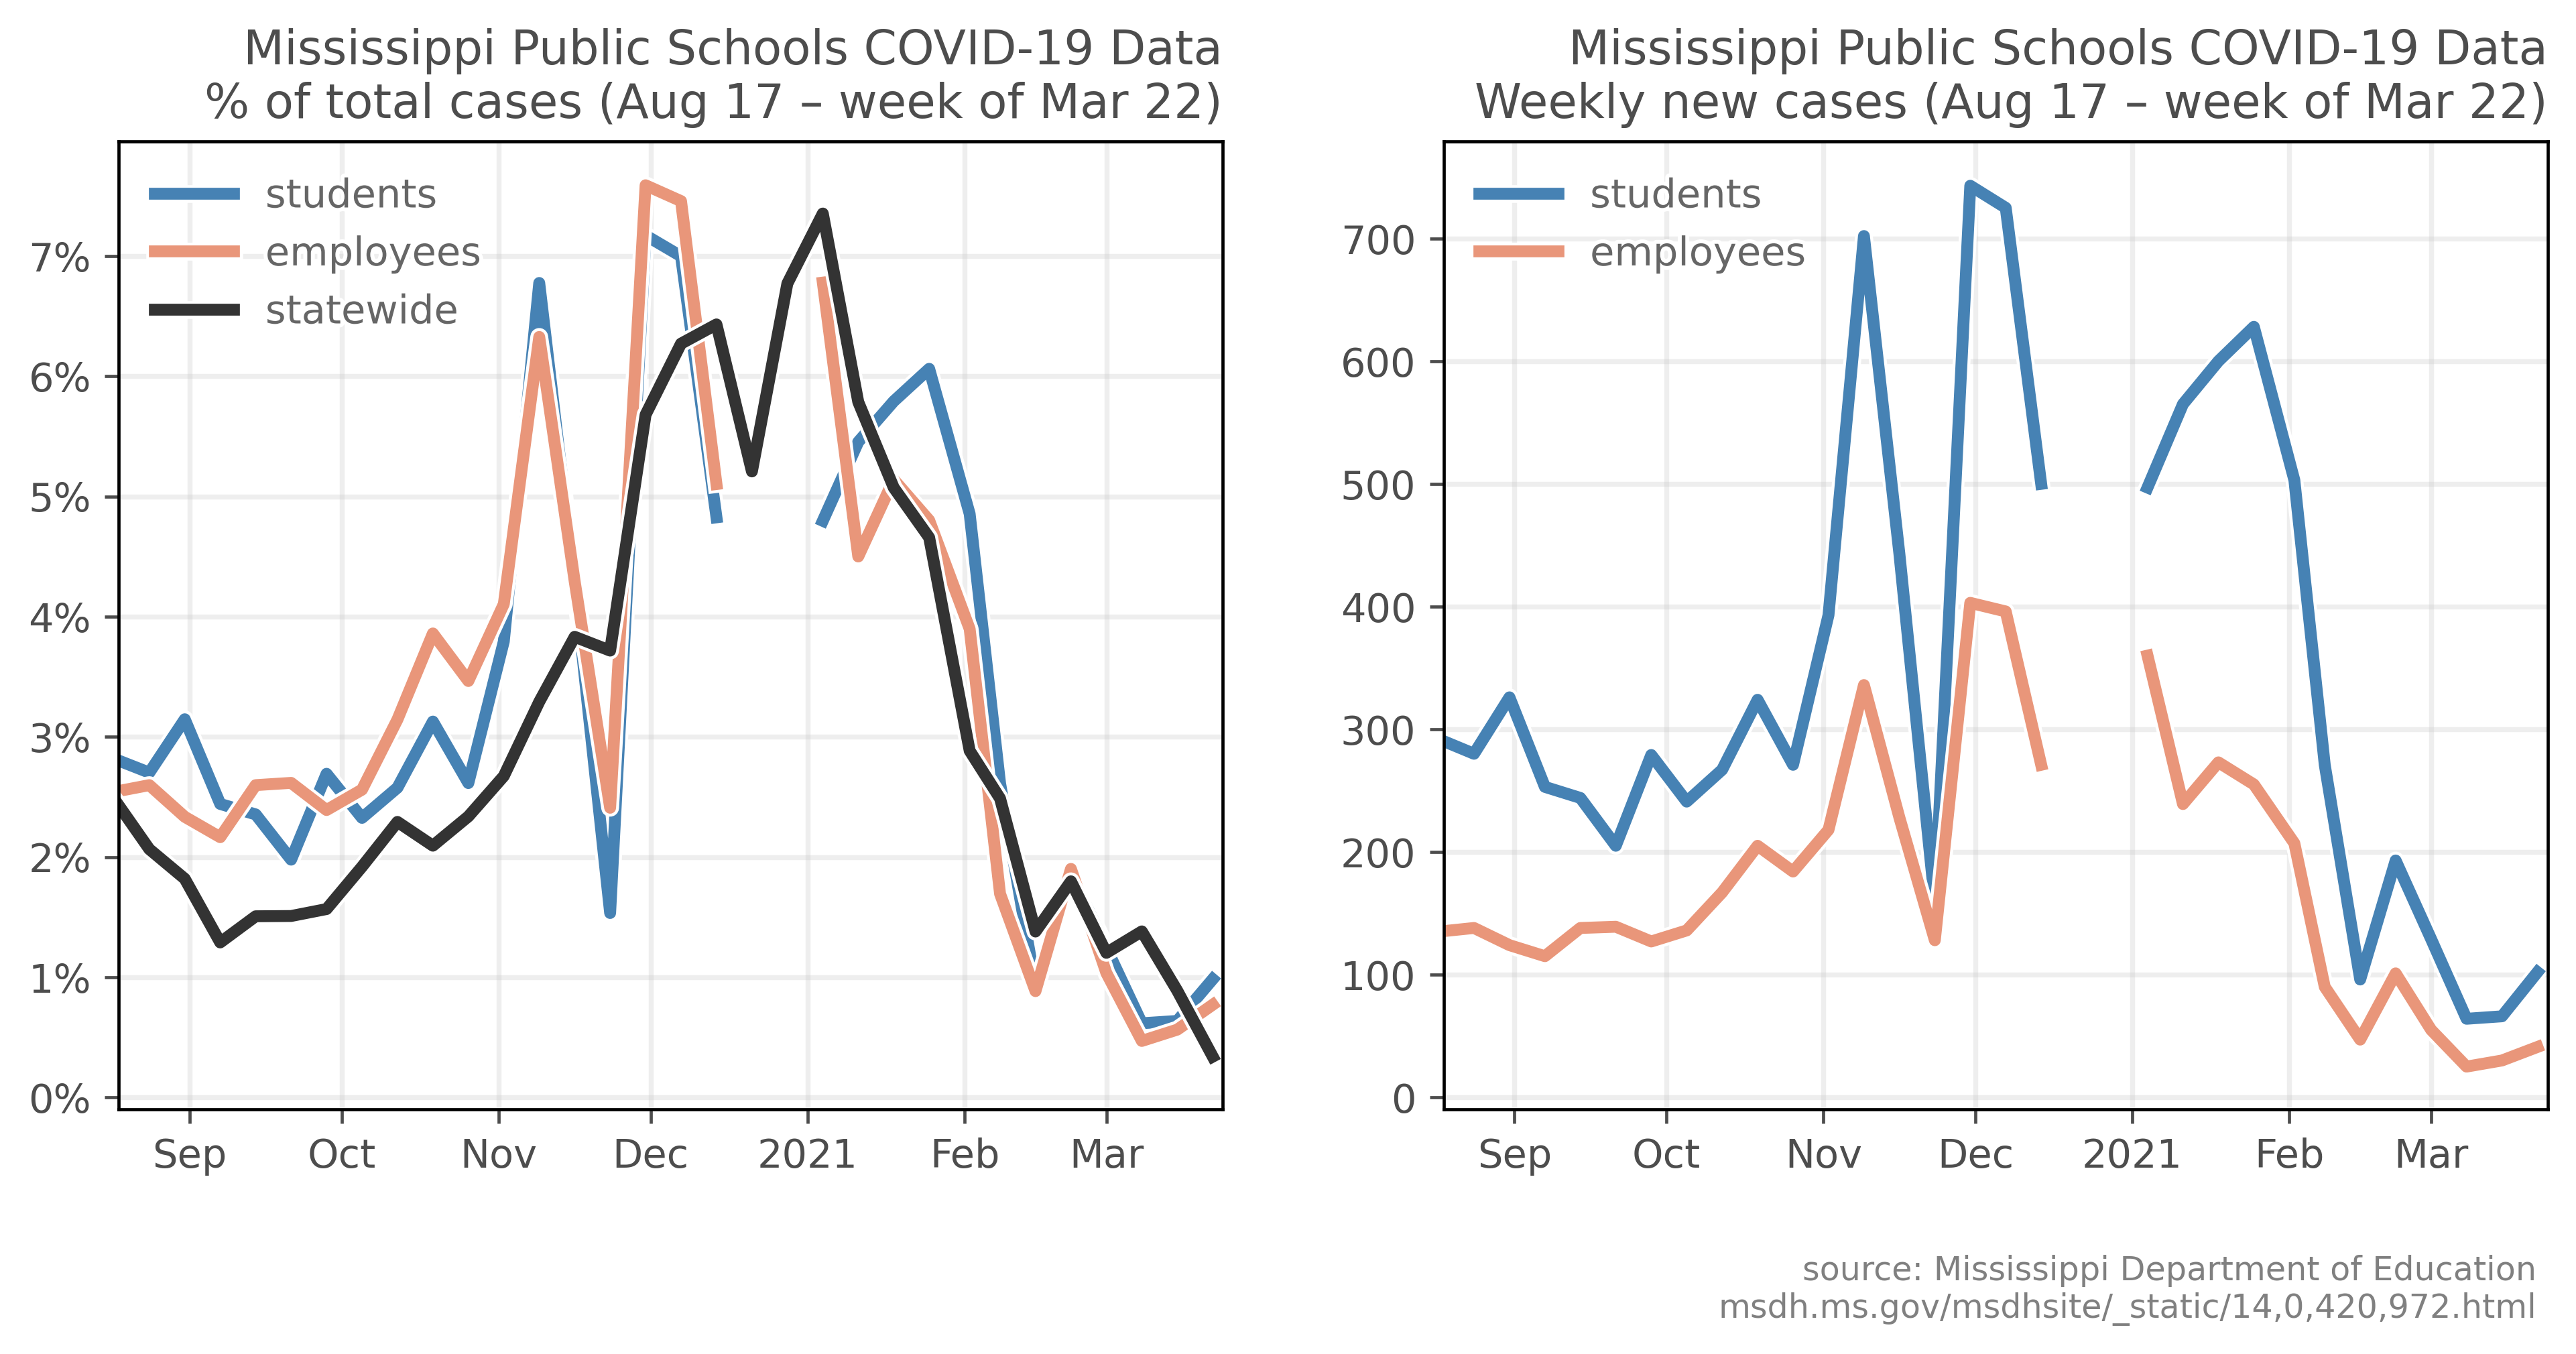 Mississippi Public Schools COVID-19 Data
% of total cases (Aug 17 – week of Mar 22)
students
employees
statewide
7%
6%
5%
4%
3%
2%
1%
0%
Sep Oct Nov Dec 2021 Feb Mar
Mississippi Public Schools COVID-19 Data
Weekly new cases (Aug 17 – week of Mar 22)
students
employees
700
600
500
400
300
200
100
0
Sep Oct Nov Dec 2021 Feb Mar
source: Mississippi Department of Education
msdh.ms.gov/msdhsite/_static/14,0,420,972.html